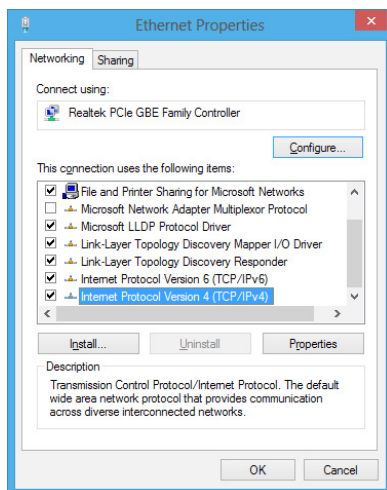 Ethernet Properties
Networking
Sharing
Connect using:
Realtek PCIe GBE Family Controller
Configure...
This connection uses the following items:
File and Printer Sharing for Microsoft Networks
Microsoft Network Adapter Multiplexor Protocol
Microsoft LLDP Protocol Driver
Link-Layer Topology Discovery Mapper I/O Driver
Link-Layer Topology Discovery Responder
Internet Protocol Version 6 (TCP/IPv6)
Internet Protocol Version 4 (TCP/IPv4)
Install...
Uninstall
Properties
Description
Transmission Control Protocol/Internet Protocol. The default
wide area network protocol that provides communication
across diverse interconnected networks.
OK
Cancel